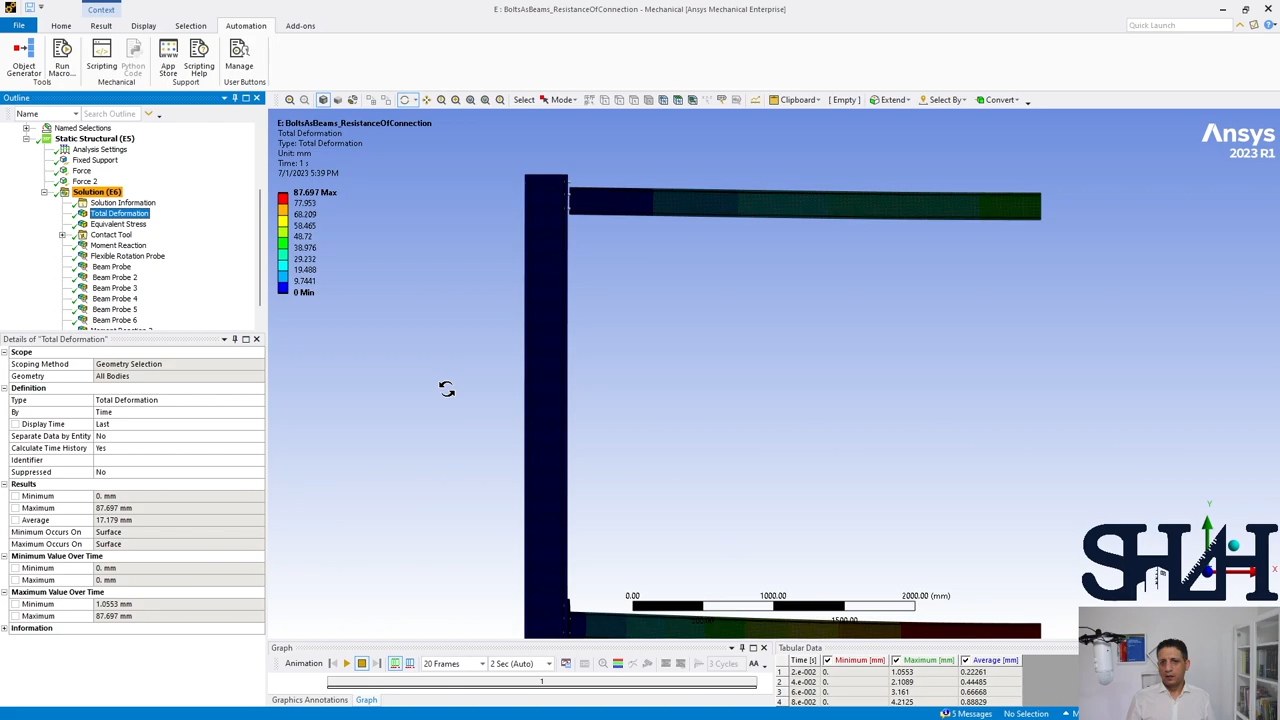 Context
E : BoltsAsBeams_ResistanceOfConnection - Mechanical [Ansys Mechanical Enterprise]
File Home Result Display Selection Automation Add-ons
Quick Launch
Object Generator
Run Macro...
Scripting
Python Code
App Store
Scripting Help
Manage
Tools Mechanical Support User Buttons
Outline
Name
Search Outline
Select Mode Clipboard [ Empty ] Extend Select By Convert
Named Selections
Static Structural (E5)
Analysis Settings
Fixed Support
Force
Force 2
Solution (E6)
Solution Information
Total Deformation
Equivalent Stress
Contact Tool
Moment Reaction
Flexible Rotation Probe
Beam Probe
Beam Probe 2
Beam Probe 3
Beam Probe 4
Beam Probe 5
Beam Probe 6
Details of "Total Deformation"
Scope
Scoping Method Geometry Selection
Geometry All Bodies
Definition
Type Total Deformation
By Time
Display Time Last
Separate Data by Entity No
Calculate Time History Yes
Identifier
Suppressed No
Results
Minimum 0. mm
Maximum 87.697 mm
Average 17.179 mm
Minimum Occurs On Surface
Maximum Occurs On Surface
Minimum Value Over Time
Minimum 0. mm
Maximum 0. mm
Maximum Value Over Time
Minimum 1.0553 mm
Maximum 87.697 mm
Information
E: BoltsAsBeams_ResistanceOfConnection
Total Deformation
Type: Total Deformation
Unit: mm
Time: 1 s
7/1/2023 5:39 PM
87.697 Max
77.953
68.209
58.465
48.72
38.976
29.232
19.488
9.7441
0 Min
Ansys
2023 R1
0.00 1000.00 2000.00 (mm)
1500.00
Y
X
SHAH
Graph
Animation 20 Frames 2 Sec (Auto) 3 Cycles
1
Graphics Annotations Graph
Tabular Data
Time [s] Minimum [mm] Maximum [mm] Average [mm]
1 2.e-002 0. 1.0553 0.22261
2 4.e-002 0. 2.1089 0.44485
3 6.e-002 0. 3.161 0.66668
4 8.e-002 0. 4.2125 0.88829
5 Messages No Selection